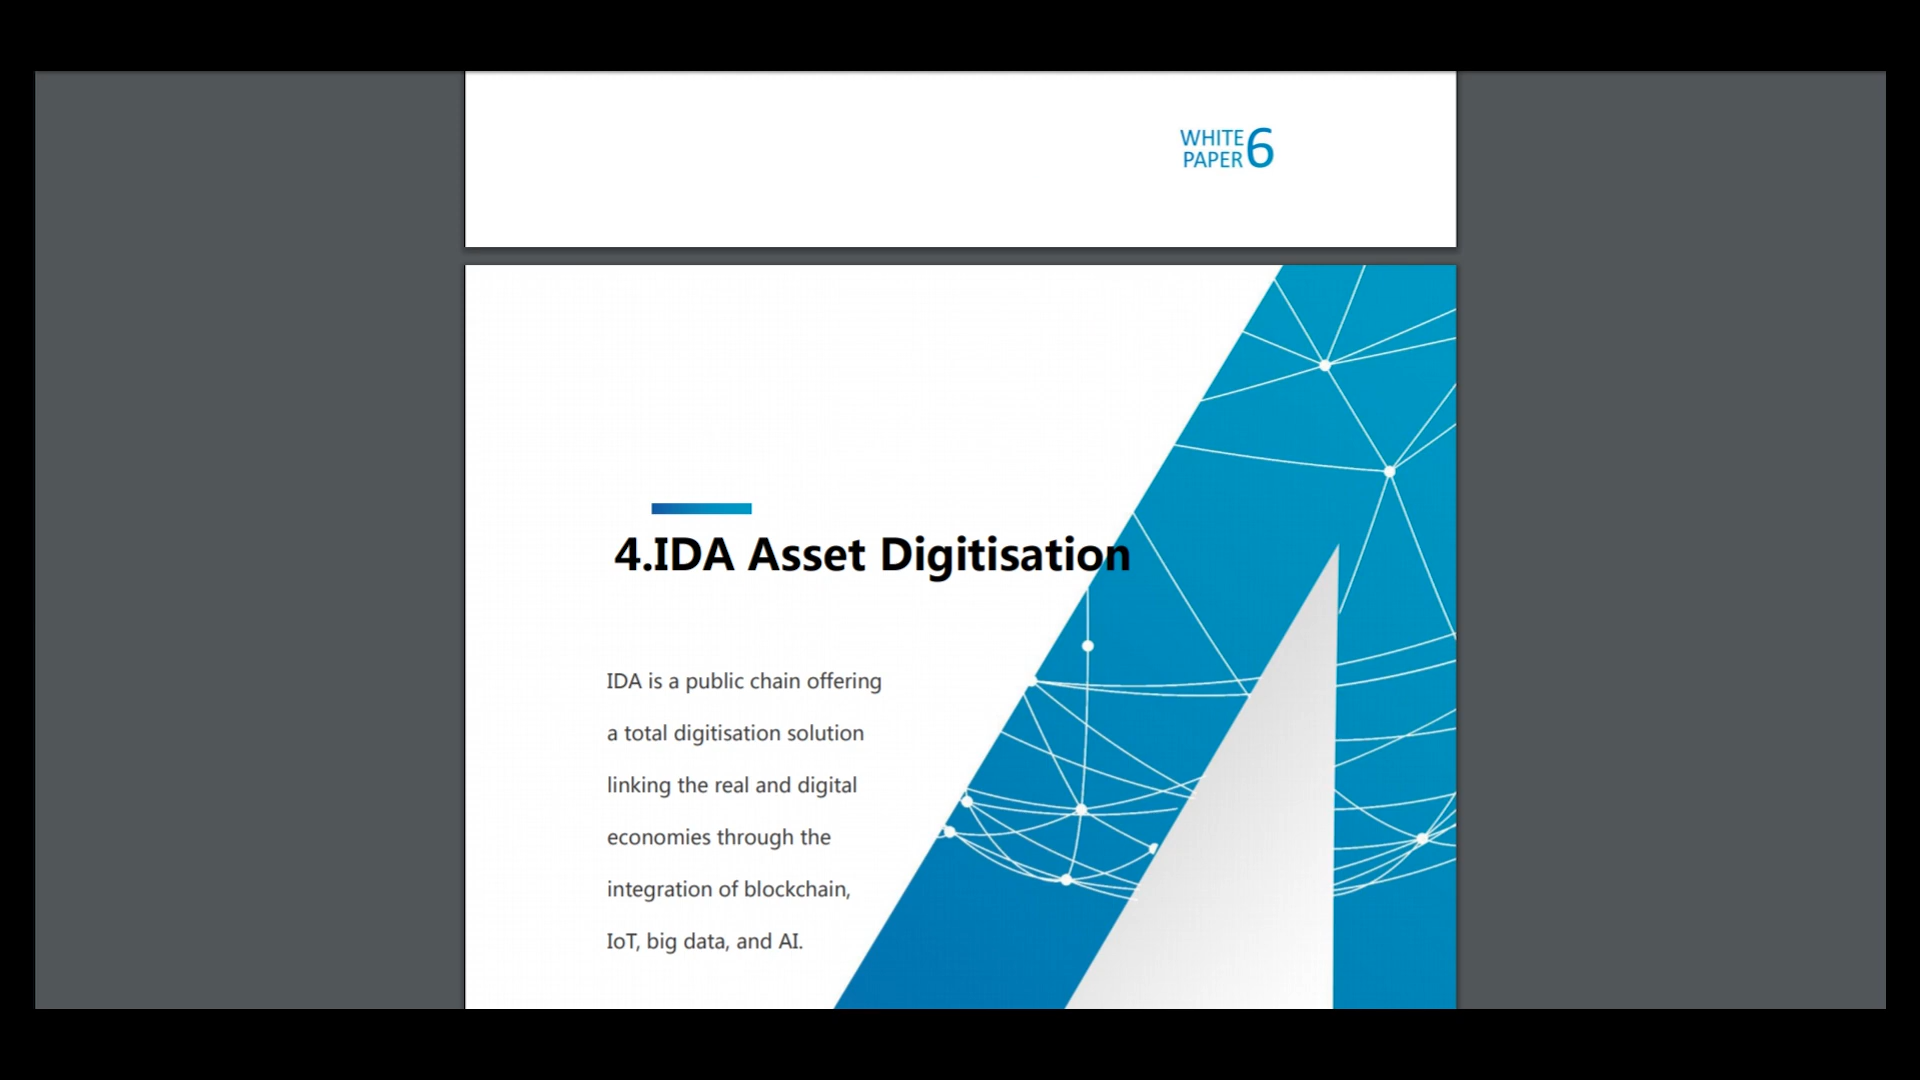 WHITE
PAPER 6
4.IDA Asset Digitisation
IDA is a public chain offering
a total digitisation solution
linking the real and digital
economies through the
integration of blockchain,
IoT, big data, and AI.